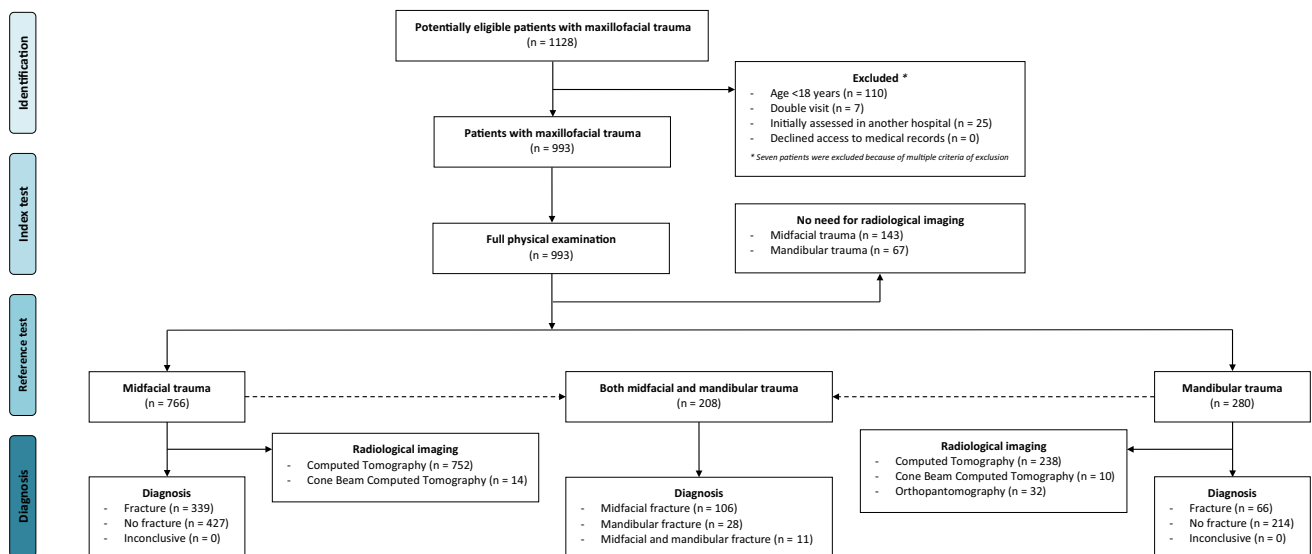 Identification
Potentially eligible patients with maxillofacial trauma
(n = 1128)
Excluded *
- Age <18 years (n = 110)
- Double visit (n = 7)
- Initially assessed in another hospital (n = 25)
- Declined access to medical records (n = 0)
* Seven patients were excluded because of multiple criteria of exclusion
Patients with maxillofacial trauma
(n = 993)
Index test
Full physical examination
(n = 993)
No need for radiological imaging
- Midfacial trauma (n = 143)
- Mandibular trauma (n = 67)
Reference test
Midfacial trauma
(n = 766)
Both midfacial and mandibular trauma
(n = 208)
Mandibular trauma
(n = 280)
Diagnosis
Radiological imaging
- Computed Tomography (n = 752)
- Cone Beam Computed Tomography (n = 14)
Radiological imaging
- Computed Tomography (n = 238)
- Cone Beam Computed Tomography (n = 10)
- Orthopantomography (n = 32)
Diagnosis
- Fracture (n = 339)
- No fracture (n = 427)
- Inconclusive (n = 0)
Diagnosis
- Midfacial fracture (n = 106)
- Mandibular fracture (n = 28)
- Midfacial and mandibular fracture (n = 11)
Diagnosis
- Fracture (n = 66)
- No fracture (n = 214)
- Inconclusive (n = 0)